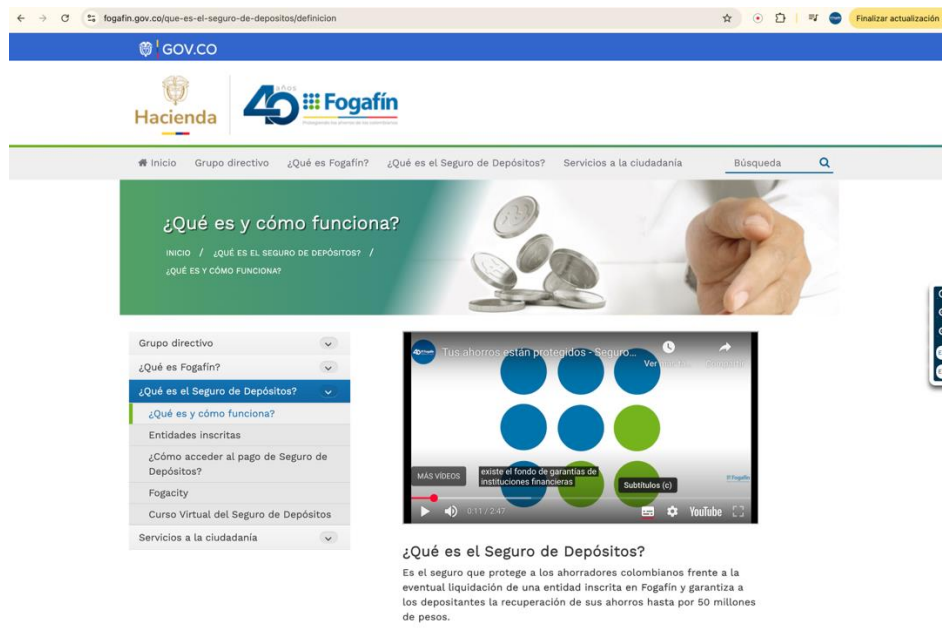 fogafin.gov.co/que-es-el-seguro-de-depositos/definicion
Finalizar actualización
GOV.CO
Hacienda
40 años
Fogafín
Protegiendo los ahorros de los colombianos
Inicio Grupo directivo ¿Qué es Fogafín? ¿Qué es el Seguro de Depósitos? Servicios a la ciudadanía Búsqueda
¿Qué es y cómo funciona?
INICIO / ¿QUÉ ES EL SEGURO DE DEPÓSITOS? /
¿QUÉ ES Y CÓMO FUNCIONA?
Grupo directivo
¿Qué es Fogafín?
¿Qué es el Seguro de Depósitos?
¿Qué es y cómo funciona?
Entidades inscritas
¿Cómo acceder al pago de Seguro de
Depósitos?
Fogacity
Curso Virtual del Seguro de Depósitos
Servicios a la ciudadanía
Tus ahorros están protegidos - Seguro...
MÁS VÍDEOS
existe el fondo de garantías de
instituciones financieras
Subtítulos (c)
0:11 / 2:47
YouTube
¿Qué es el Seguro de Depósitos?
Es el seguro que protege a los ahorradores colombianos frente a la
eventual liquidación de una entidad inscrita en Fogafín y garantiza a
los depositantes la recuperación de sus ahorros hasta por 50 millones
de pesos.